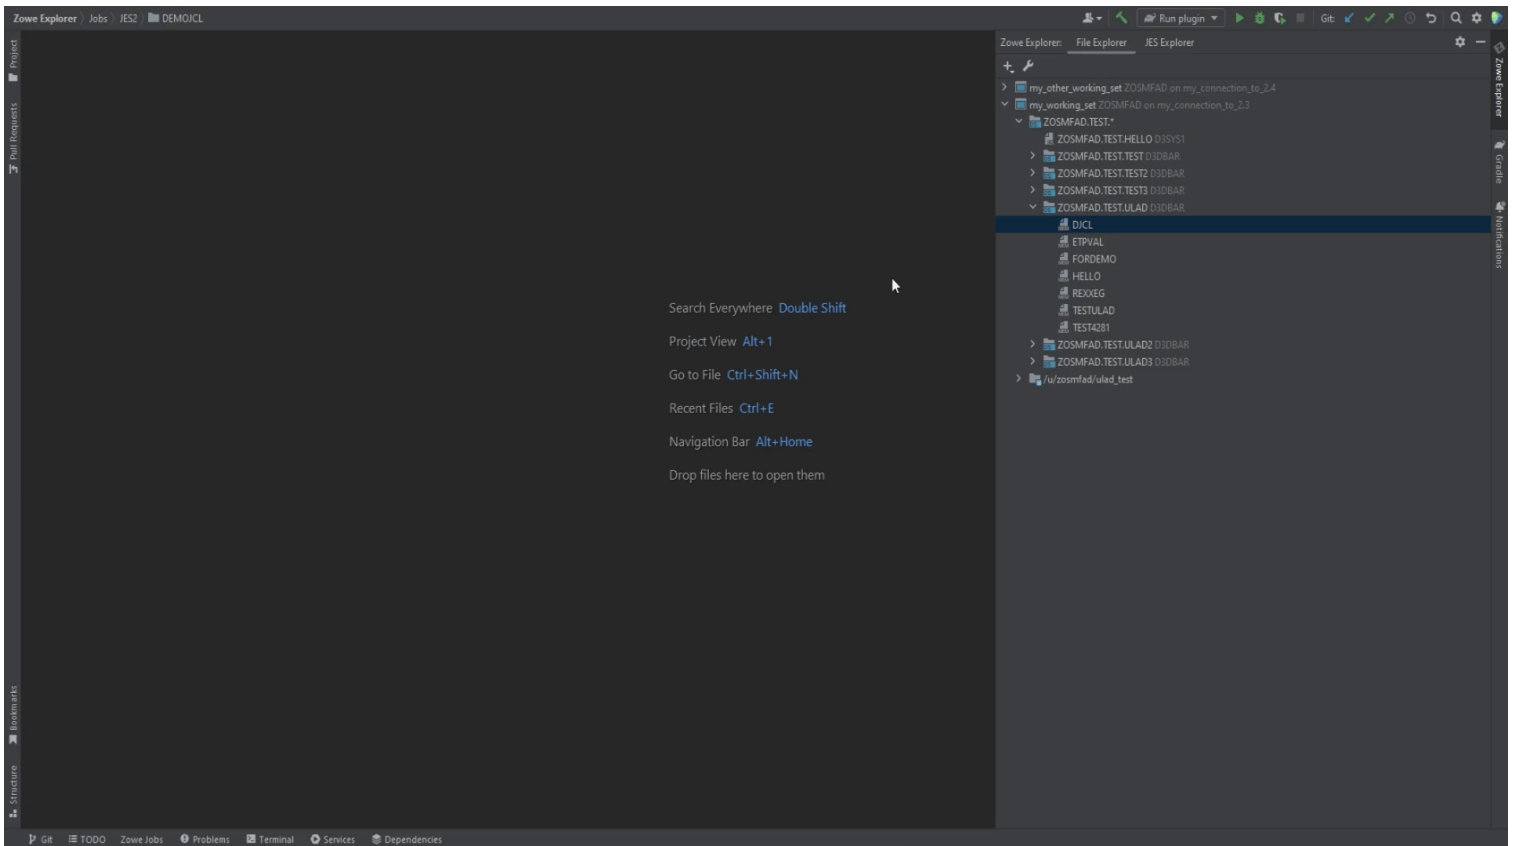 Zowe Explorer Jobs JES2 DEMOJCL
Run plugin Git:
Project
Pull Requests
Bookmarks
Structure
Search Everywhere Double Shift
Project View Alt+1
Go to File Ctrl+Shift+N
Recent Files Ctrl+E
Navigation Bar Alt+Home
Drop files here to open them
Zowe Explorer: File Explorer JES Explorer
my_other_working_set ZOSMFAD on my_connection_to_2.4
my_working_set ZOSMFAD on my_connection_to_2.3
ZOSMFAD.TEST.*
ZOSMFAD.TEST.HELLO D3SYS1
ZOSMFAD.TEST.TEST D3DBAR
ZOSMFAD.TEST.TEST2 D3DBAR
ZOSMFAD.TEST.TEST3 D3DBAR
ZOSMFAD.TEST.ULAD D3DBAR
DJCL
ETPVAL
FORDEMO
HELLO
REXXEG
TESTULAD
TEST4281
ZOSMFAD.TEST.ULAD2 D3DBAR
ZOSMFAD.TEST.ULAD3 D3DBAR
/u/zosmfad/ulad_test
Zowe Explorer
Gradle
Notifications
Git TODO Zowe Jobs Problems Terminal Services Dependencies